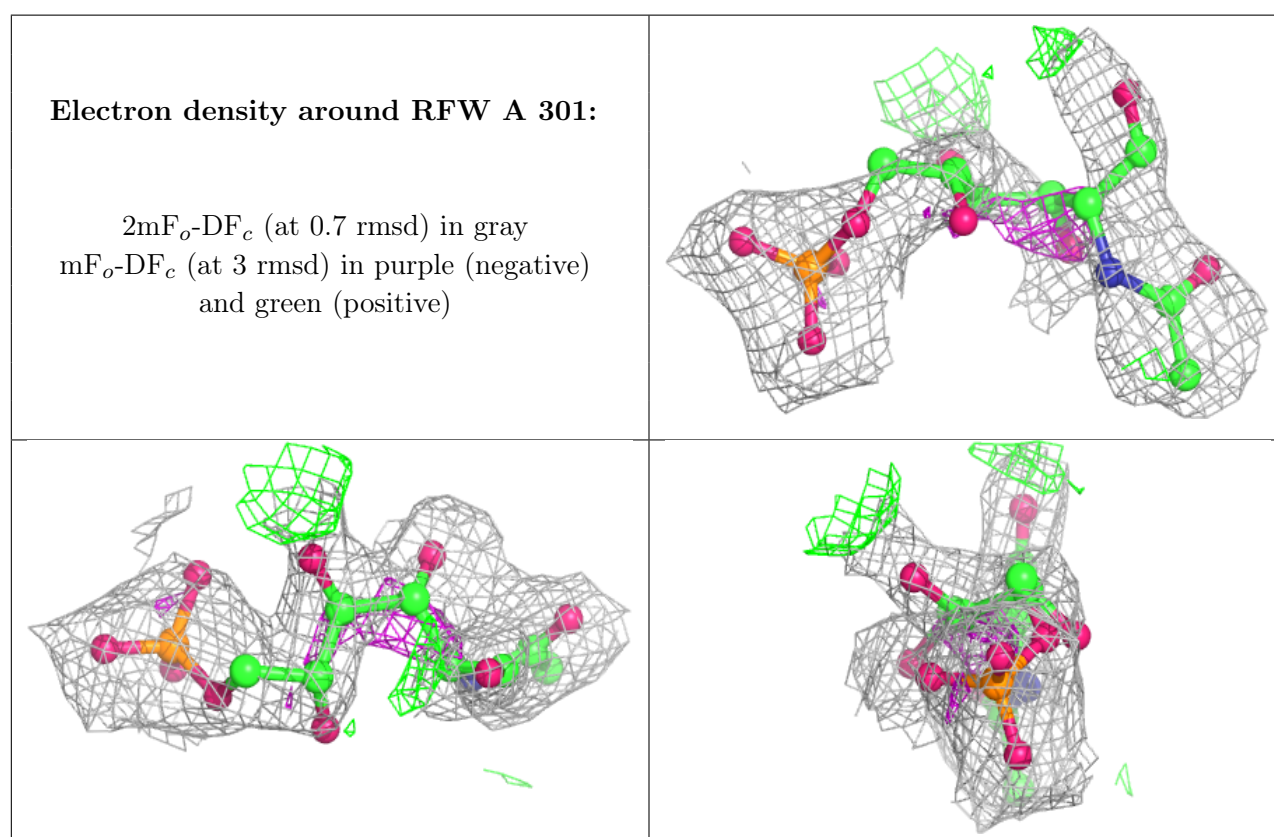 Electron density around RFW A 301:
2mFo-DFc (at 0.7 rmsd) in gray
mFo-DFc (at 3 rmsd) in purple (negative)
and green (positive)